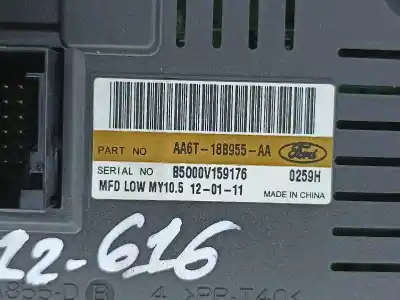 PART NO AA6T-18B955-AA Ford
SERIAL NO B5000V159176 0259H
MFD LOW MY10.5 12-01-11 MADE IN CHINA
12-616